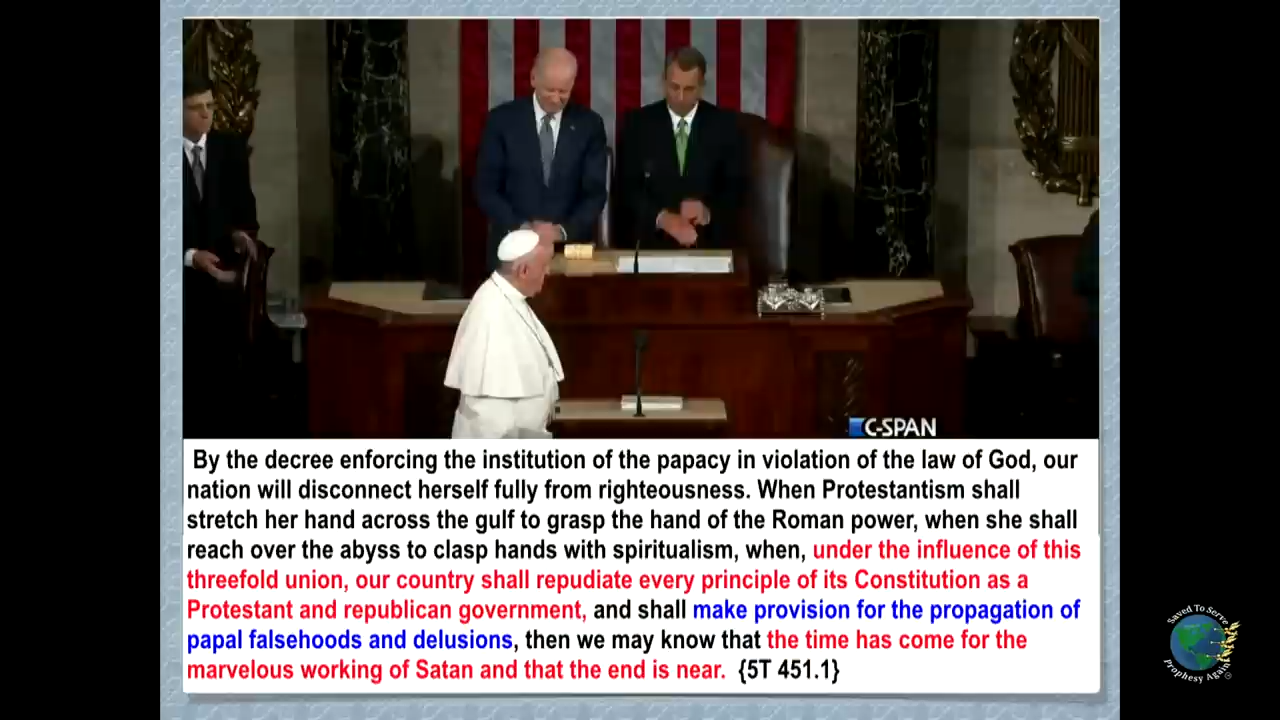 C-SPAN
By the decree enforcing the institution of the papacy in violation of the law of God, our
nation will disconnect herself fully from righteousness. When Protestantism shall
stretch her hand across the gulf to grasp the hand of the Roman power, when she shall
reach over the abyss to clasp hands with spiritualism, when, under the influence of this
threefold union, our country shall repudiate every principle of its Constitution as a
Protestant and republican government, and shall make provision for the propagation of
papal falsehoods and delusions, then we may know that the time has come for the
marvelous working of Satan and that the end is near. {5T 451.1}
Saved To Serve
Prophesy Again